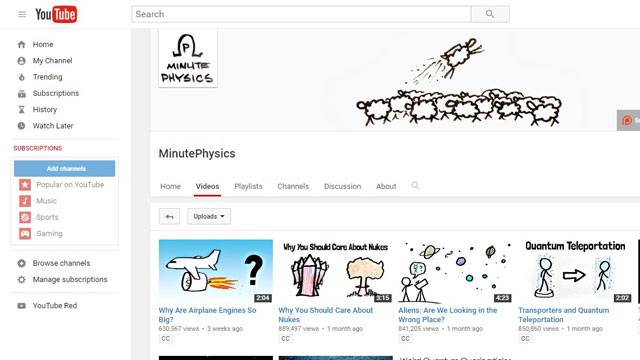 YouTube
Search
Home
My Channel
Trending
Subscriptions
History
Watch Later
SUBSCRIPTIONS
Add channels
Popular on YouTube
Music
Sports
Gaming
Browse channels
Manage subscriptions
YouTube Red
P
MINUTE
PHYSICS
MinutePhysics
Home Videos Playlists Channels Discussion About
Uploads
?
2:04
Why Are Airplane Engines So
Big?
630,567 views • 3 weeks ago
CC
Why You Should Care About Nukes
3:15
Why You Should Care About
Nukes
889,497 views • 1 month ago
CC
4:23
Aliens: Are We Looking in the
Wrong Place?
841,205 views • 1 month ago
CC
Quantum Teleportation
2:02
Transporters and Quantum
Teleportation
850,860 views • 1 month ago
CC